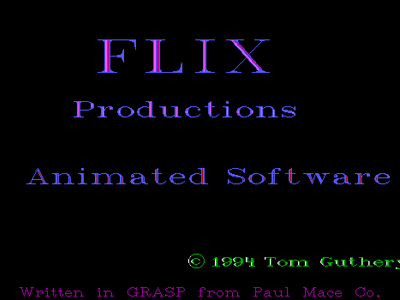 FLIX
Productions
Animated Software
© 1994 Tom Guthery
Written in GRASP from Paul Mace Co.